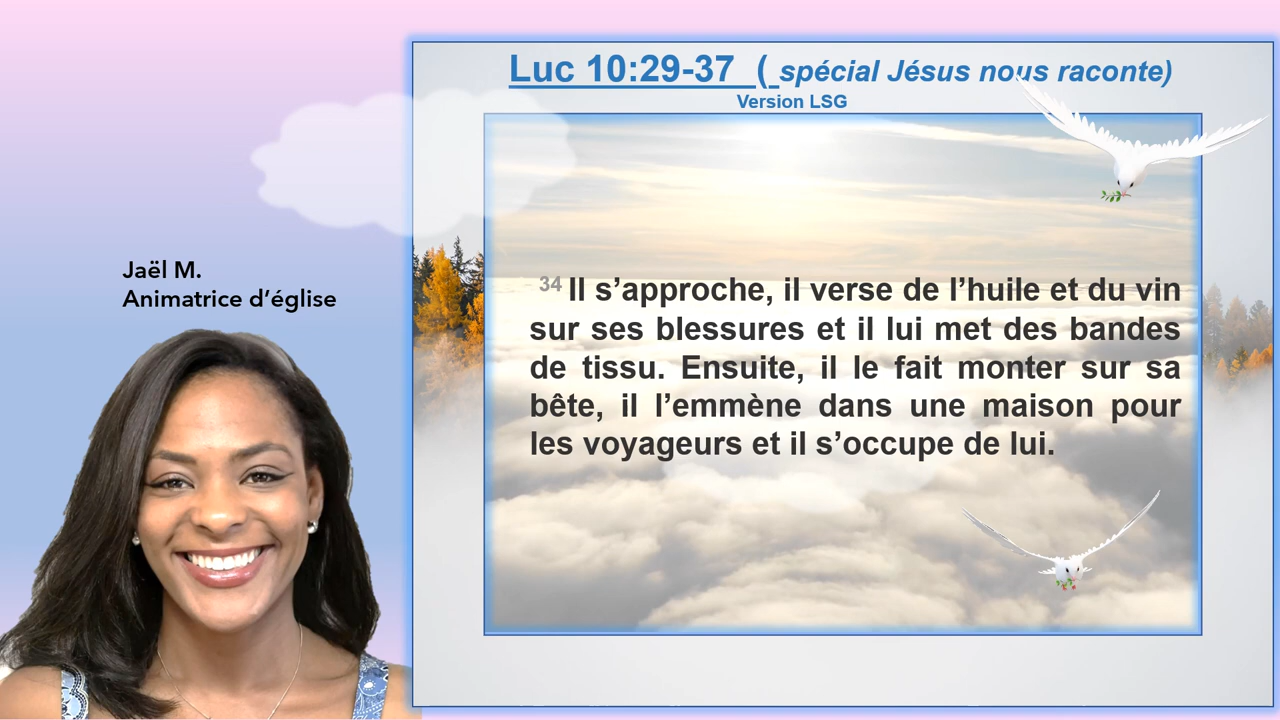 Luc 10:29-37 ( spécial Jésus nous raconte)
Version LSG
Jaël M.
Animatrice d’église
34 Il s’approche, il verse de l’huile et du vin
sur ses blessures et il lui met des bandes
de tissu. Ensuite, il le fait monter sur sa
bête, il l’emmène dans une maison pour
les voyageurs et il s’occupe de lui.